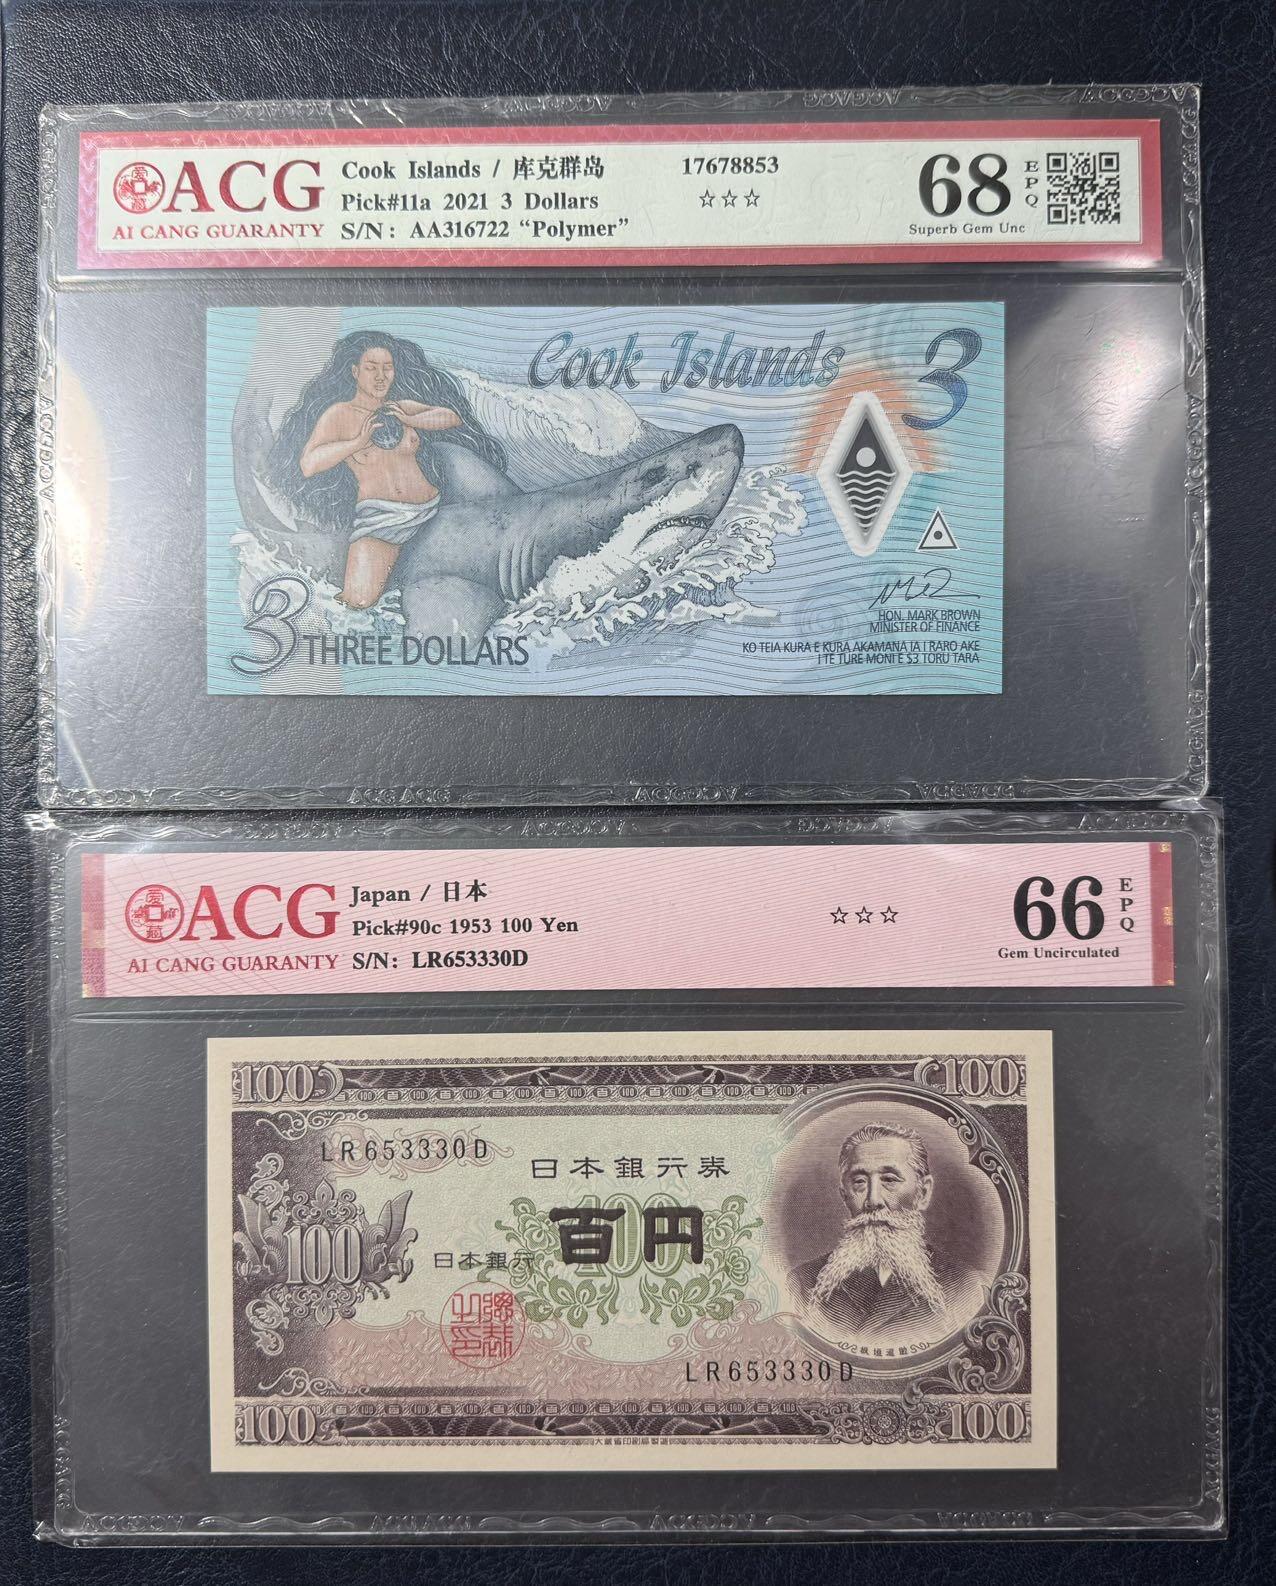 ACG
AI CANG GUARANTY
Cook Islands / 库克群岛
Pick#11a 2021 3 Dollars
S/N: AA316722 “Polymer”
17678853
☆☆☆
68
EPQ
Superb Gem Unc
Cook Islands
3
HON. MARK BROWN
MINISTER OF FINANCE
KO TEIA KURA E KURA AKAMANA IA I RARO AKE
I TE TURE MONI E $3 TORU TARA
3 THREE DOLLARS
ACG
AI CANG GUARANTY
Japan / 日本
Pick#90c 1953 100 Yen
S/N: LR653330D
☆☆☆
66
EPQ
Gem Uncirculated
100
100
LR653330D
日本銀行券
百円
100
100
日本銀行
LR653330D
100
100